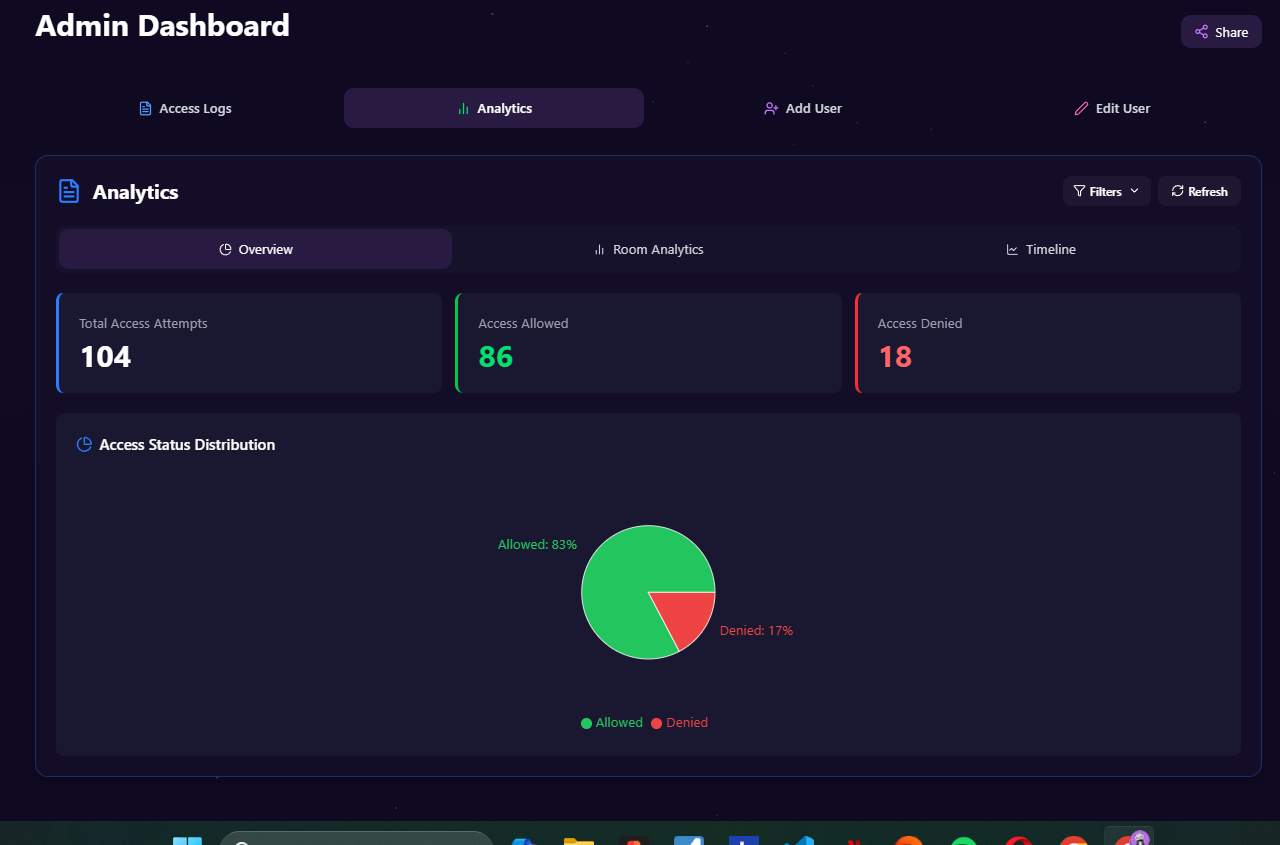 Admin Dashboard
Share
Access Logs
Analytics
Add User
Edit User
Analytics
Filters
Refresh
Overview
Room Analytics
Timeline
Total Access Attempts
104
Access Allowed
86
Access Denied
18
Access Status Distribution
Allowed: 83%
Denied: 17%
Allowed
Denied